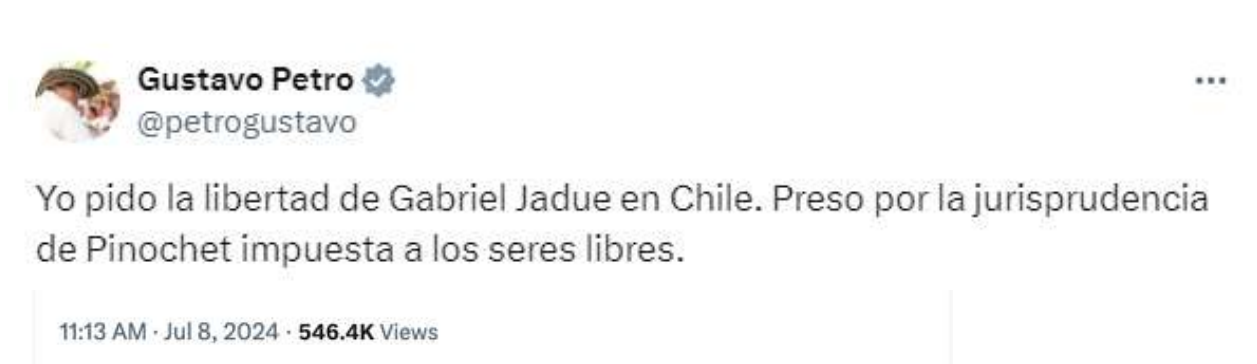 Gustavo Petro
@petrogustavo
Yo pido la libertad de Gabriel Jadue en Chile. Preso por la jurisprudencia
de Pinochet impuesta a los seres libres.
11:13 AM · Jul 8, 2024 · 546.4K Views